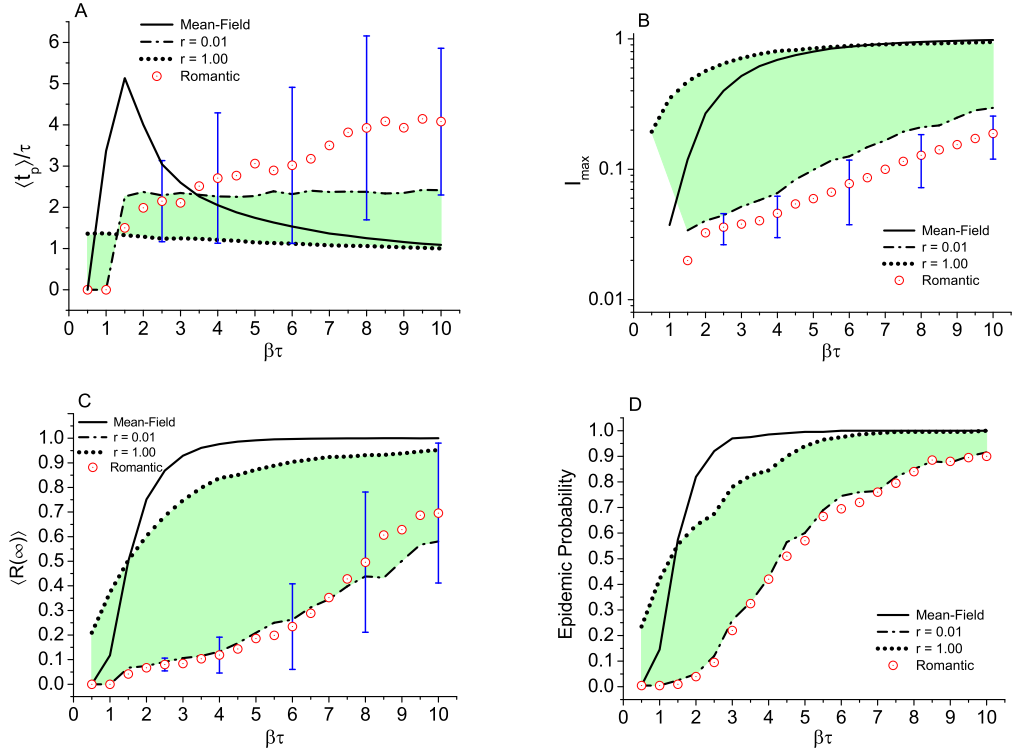 A
Mean-Field
r = 0.01
r = 1.00
Romantic
⟨tp⟩/τ
6
5
4
3
2
1
0
0 1 2 3 4 5 6 7 8 9 10
βτ
B
Imax
1
0.1
0.01
Mean-Field
r = 0.01
r = 1.00
Romantic
0 1 2 3 4 5 6 7 8 9 10
βτ
C
Mean-Field
r = 0.01
r = 1.00
Romantic
⟨R(∞)⟩
1.0
0.9
0.8
0.7
0.6
0.5
0.4
0.3
0.2
0.1
0.0
0 1 2 3 4 5 6 7 8 9 10
βτ
D
Epidemic Probability
1.0
0.9
0.8
0.7
0.6
0.5
0.4
0.3
0.2
0.1
0.0
Mean-Field
r = 0.01
r = 1.00
Romantic
0 1 2 3 4 5 6 7 8 9 10
βτ